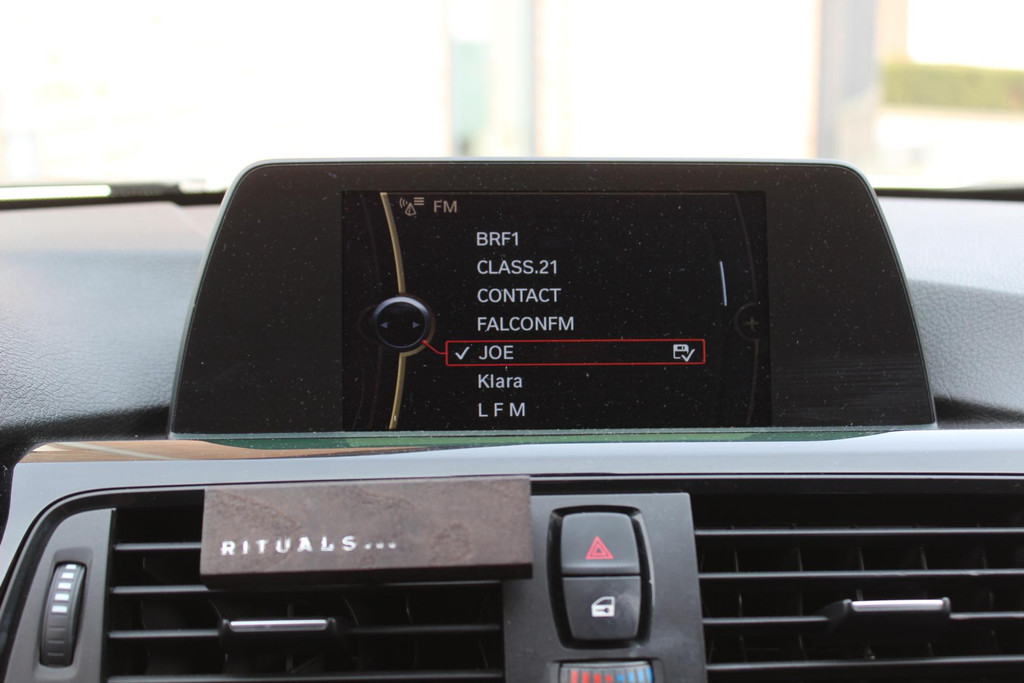 FM
BRF1
CLASS.21
CONTACT
FALCONFM
JOE
Klara
L F M
RITUALS...